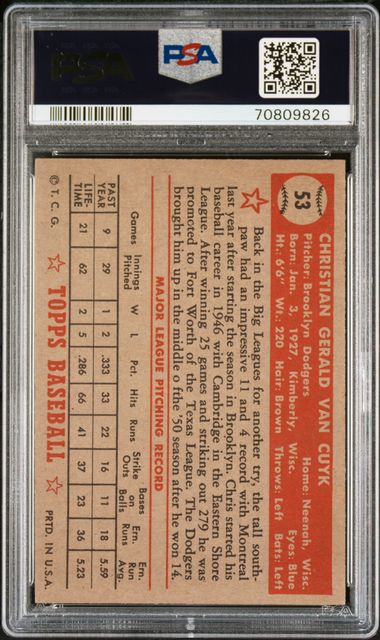 PSA
PSA
70809826
53
CHRISTIAN GERALD VAN CUYK
Pitcher: Brooklyn Dodgers Home: Neenah, Wisc.
Born: Jan. 3, 1927, Kimberly, Wisc. Eyes: Blue
Ht.: 6'6" Wt.: 220 Hair: Brown Throws: Left Bats: Left
Back in the Big Leagues for another try, the tall south-
paw had an impressive 11 and 4 record with Montreal
last year after starting the season in Brooklyn. Chris started his
baseball career in 1946 with Cambridge in the Eastern Shore
League. After winning 25 games and striking out 279 he was
promoted to Fort Worth of the Texas League. The Dodgers
brought him up in the middle o fthe '50 season after he won 14.
MAJOR LEAGUE PITCHING RECORD
Games Innings Pitched W L Pct. Hits Runs Strike Outs Bases on Balls Ern. Runs Ern. Run Avg.
PAST YEAR 9 29 1 2 .333 33 22 16 11 18 5.59
LIFE-TIME 21 62 2 5 .286 66 41 37 23 36 5.23
© T. C. G. TOPPS BASEBALL PRTD. IN U.S.A.